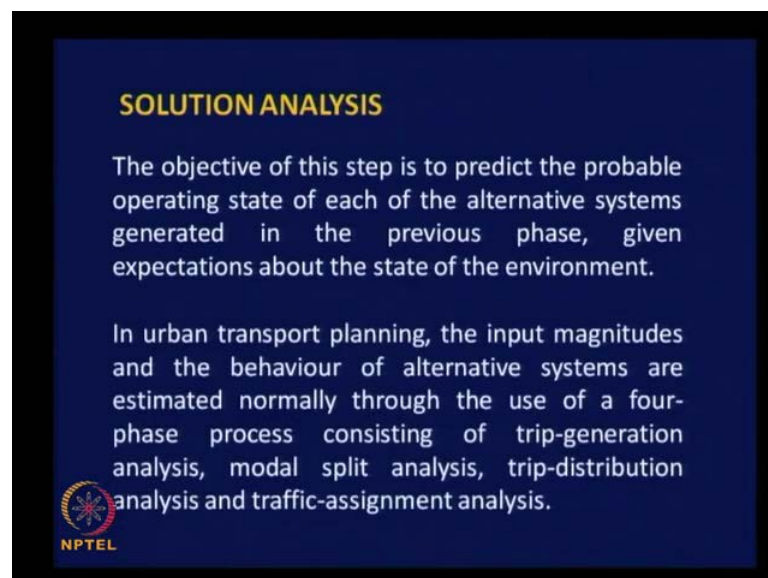 SOLUTION ANALYSIS
The objective of this step is to predict the probable
operating state of each of the alternative systems
generated in the previous phase, given
expectations about the state of the environment.
In urban transport planning, the input magnitudes
and the behaviour of alternative systems are
estimated normally through the use of a four-
phase process consisting of trip-generation
analysis, modal split analysis, trip-distribution
analysis and traffic-assignment analysis.
NPTEL